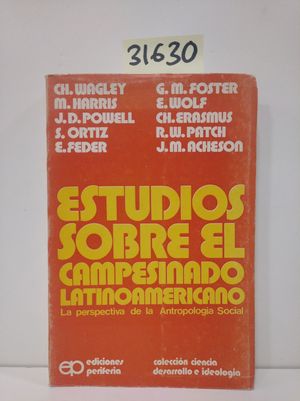 31630
CH. WAGLEY
M. HARRIS
J.D. POWELL
S. ORTIZ
E. FEDER
G. M. FOSTER
E. WOLF
CH. ERASMUS
R. W. PATCH
J. M. ACHESON
ESTUDIOS
SOBRE EL
CAMPESINADO
LATINOAMERICANO
La perspectiva de la Antropología Social
ep
ediciones
periferia
colección ciencia
desarrollo e ideología